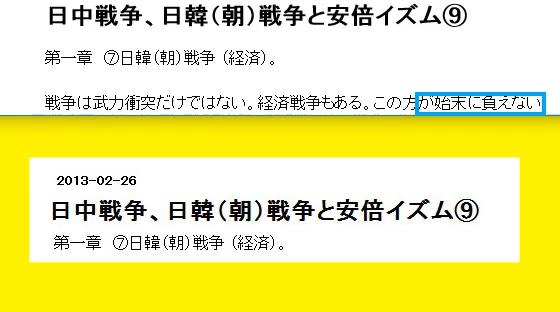 日中戦争、日韓（朝）戦争と安倍イズム⑨
第一章　⑦日韓（朝）戦争（経済）。
戦争は武力衝突だけではない。経済戦争もある。この方が始末に負えない
2013-02-26
日中戦争、日韓（朝）戦争と安倍イズム⑨
第一章　⑦日韓（朝）戦争（経済）。